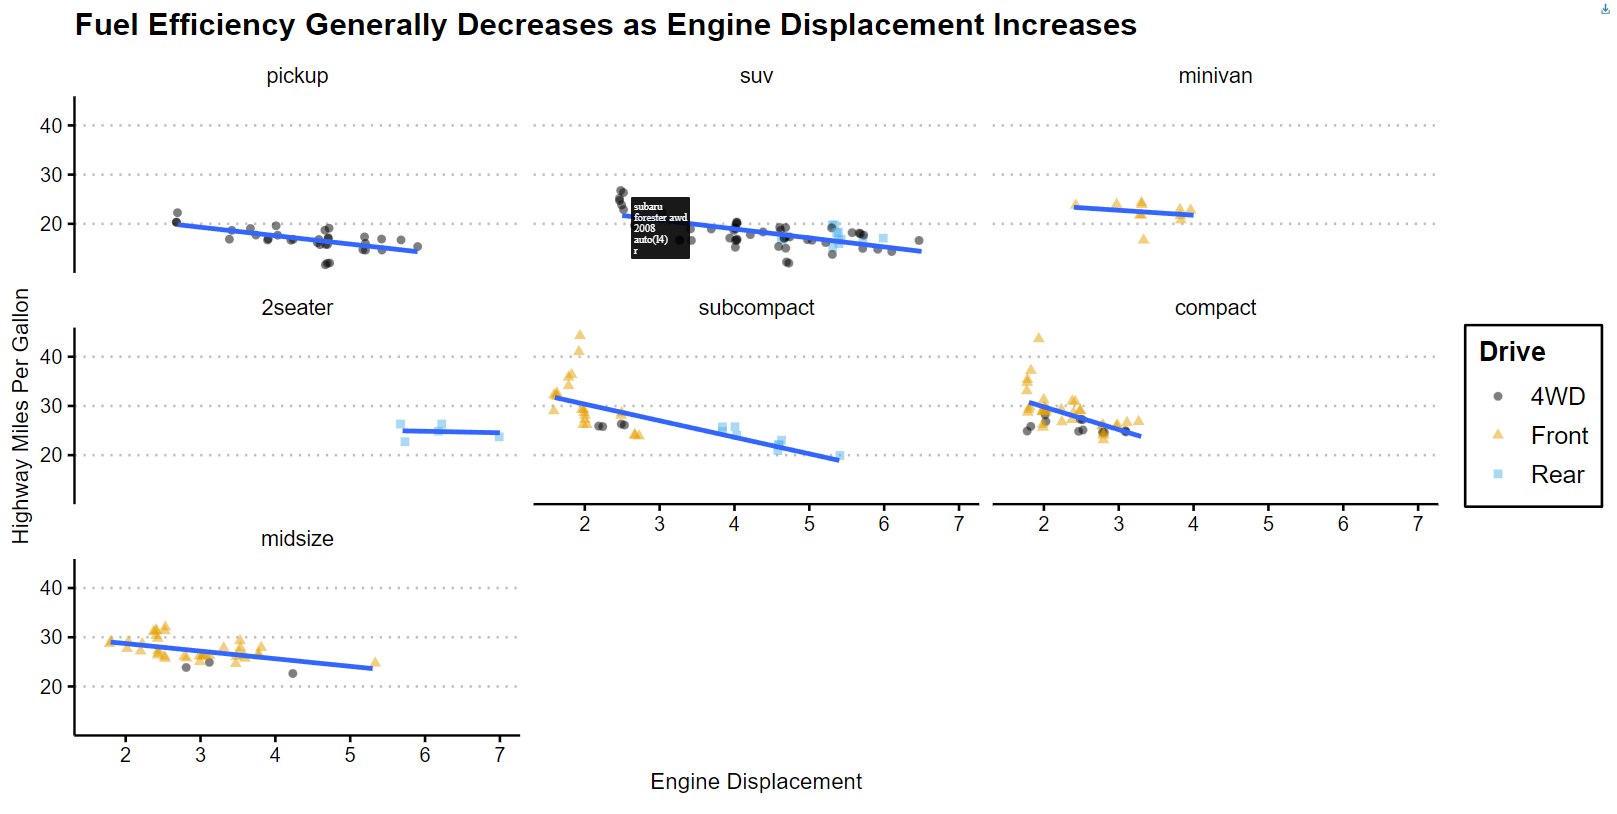 Fuel Efficiency Generally Decreases as Engine Displacement Increases
pickup
suv
minivan
40
30
20
subaru
forester awd
2008
auto(l4)
r
2seater
subcompact
compact
40
30
20
2
3
4
5
6
7
2
3
4
5
6
7
midsize
40
30
20
2
3
4
5
6
7
Highway Miles Per Gallon
Engine Displacement
Drive
4WD
Front
Rear